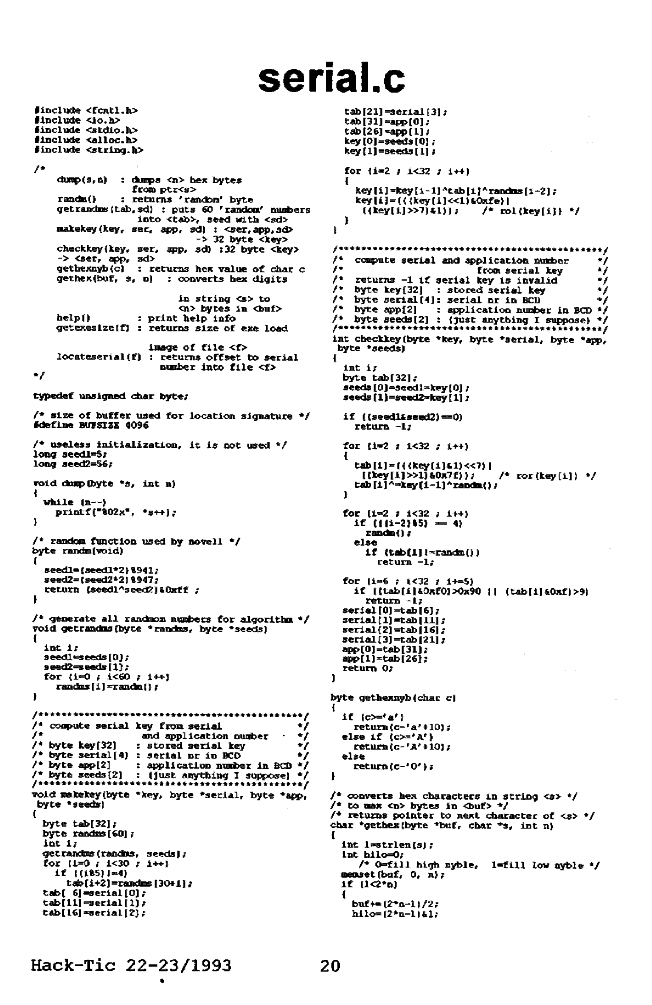 serial.c
#include <fcntl.h>
#include <io.h>
#include <stdio.h>
#include <alloc.h>
#include <string.h>
/*
dump(s,n) : dumps <n> hex bytes
from ptr<s>
randm() : returns 'random' byte
getrandms(tab,sd) : puts 60 'random' numbers
into <tab>, seed with <sd>
makekey(key, ser, app, sd) : <ser,app,sd>
-> 32 byte <key>
checkkey(key, ser, app, sd) :32 byte <key>
-> <ser, app, sd>
gethexnyb(c) : returns hex value of char c
gethex(buf, s, n) : converts hex digits
in string <s> to
<n> bytes in <buf>
help() : print help info
getexesize(f) : returns size of exe load
image of file <f>
locateserial(f) : returns offset to serial
number into file <f>
*/
typedef unsigned char byte;
/* size of buffer used for location signature */
#define BUFSIZE 4096
/* useless initialization, it is not used */
long seed1=5;
long seed2=56;
void dump(byte *s, int n)
{
while (n--)
printf("%02x", *s++);
}
/* random function used by novell */
byte randm(void)
{
seed1=(seed1*2)%941;
seed2=(seed2*2)%947;
return (seed1^seed2)&0xff ;
}
/* generate all randmon numbers for algorithm */
void getrandms(byte *randms, byte *seeds)
{
int i;
seed1=seeds[0];
seed2=seeds[1];
for (i=0 ; i<60 ; i++)
randms[i]=randm();
}
/******************************************/
/* compute serial key from serial */
/* and application number */
/* byte key[32] : stored serial key */
/* byte serial[4] : serial nr in BCD */
/* byte app[2] : application number in BCD */
/* byte seeds[2] : (just anything I suppose) */
/******************************************/
void makekey(byte *key, byte *serial, byte *app,
byte *seeds)
{
byte tab[32];
byte randms[60];
int i;
getrandms(randms, seeds);
for (i=0 ; i<30 ; i++)
if ((i%5)!=4)
tab[i+2]=randms[30+i];
tab[ 6]=serial[0];
tab[11]=serial[1];
tab[16]=serial[2];
tab[21]=serial[3];
tab[31]=app[0];
tab[26]=app[1];
key[0]=seeds[0];
key[1]=seeds[1];
for (i=2 ; i<32 ; i++)
{
key[i]=key[i-1]^tab[i]^randms[i-2];
key[i]=(((key[i]<<1)&0xfe)|
((key[i]>>7)&1)); /* rol(key[i]) */
}
}
/******************************************/
/* compute serial and application number */
/* from serial key */
/* returns -1 if serial key is invalid */
/* byte key[32] : stored serial key */
/* byte serial[4]: serial nr in BCD */
/* byte app[2] : application number in BCD */
/* byte seeds[2] : (just anything I suppose) */
/******************************************/
int checkkey(byte *key, byte *serial, byte *app,
byte *seeds)
{
int i;
byte tab[32];
seeds[0]=seed1=key[0];
seeds[1]=seed2=key[1];
if ((seed1&seed2)==0)
return -1;
for (i=2 ; i<32 ; i++)
{
tab[i]=(((key[i]&1)<<7)|
((key[i]>>1)&0x7f)); /* ror(key[i]) */
tab[i]^=key[i-1]^randm();
}
for (i=2 ; i<32 ; i++)
if (((i-2)%5) == 4)
randm();
else
if (tab[i]!=randm())
return -1;
for (i=6 ; i<32 ; i+=5)
if ((tab[i]&0xf0)>0x90 || (tab[i]&0xf)>9)
return -1;
serial[0]=tab[6];
serial[1]=tab[11];
serial[2]=tab[16];
serial[3]=tab[21];
app[0]=tab[31];
app[1]=tab[26];
return 0;
}
byte gethexnyb(char c)
{
if (c>='a')
return(c-'a'+10);
else if (c>='A')
return(c-'A'+10);
else
return(c-'0');
}
/* converts hex characters in string <s> */
/* to max <n> bytes in <buf> */
/* returns pointer to next character of <s> */
char *gethex(byte *buf, char *s, int n)
{
int l=strlen(s);
int hilo=0;
/* 0=fill high nyble, 1=fill low nyble */
memset(buf, 0, n);
if (l<2*n)
{
buf+=(2*n-l)/2;
hilo=(2*n-l)&1;
Hack-Tic 22-23/1993
20